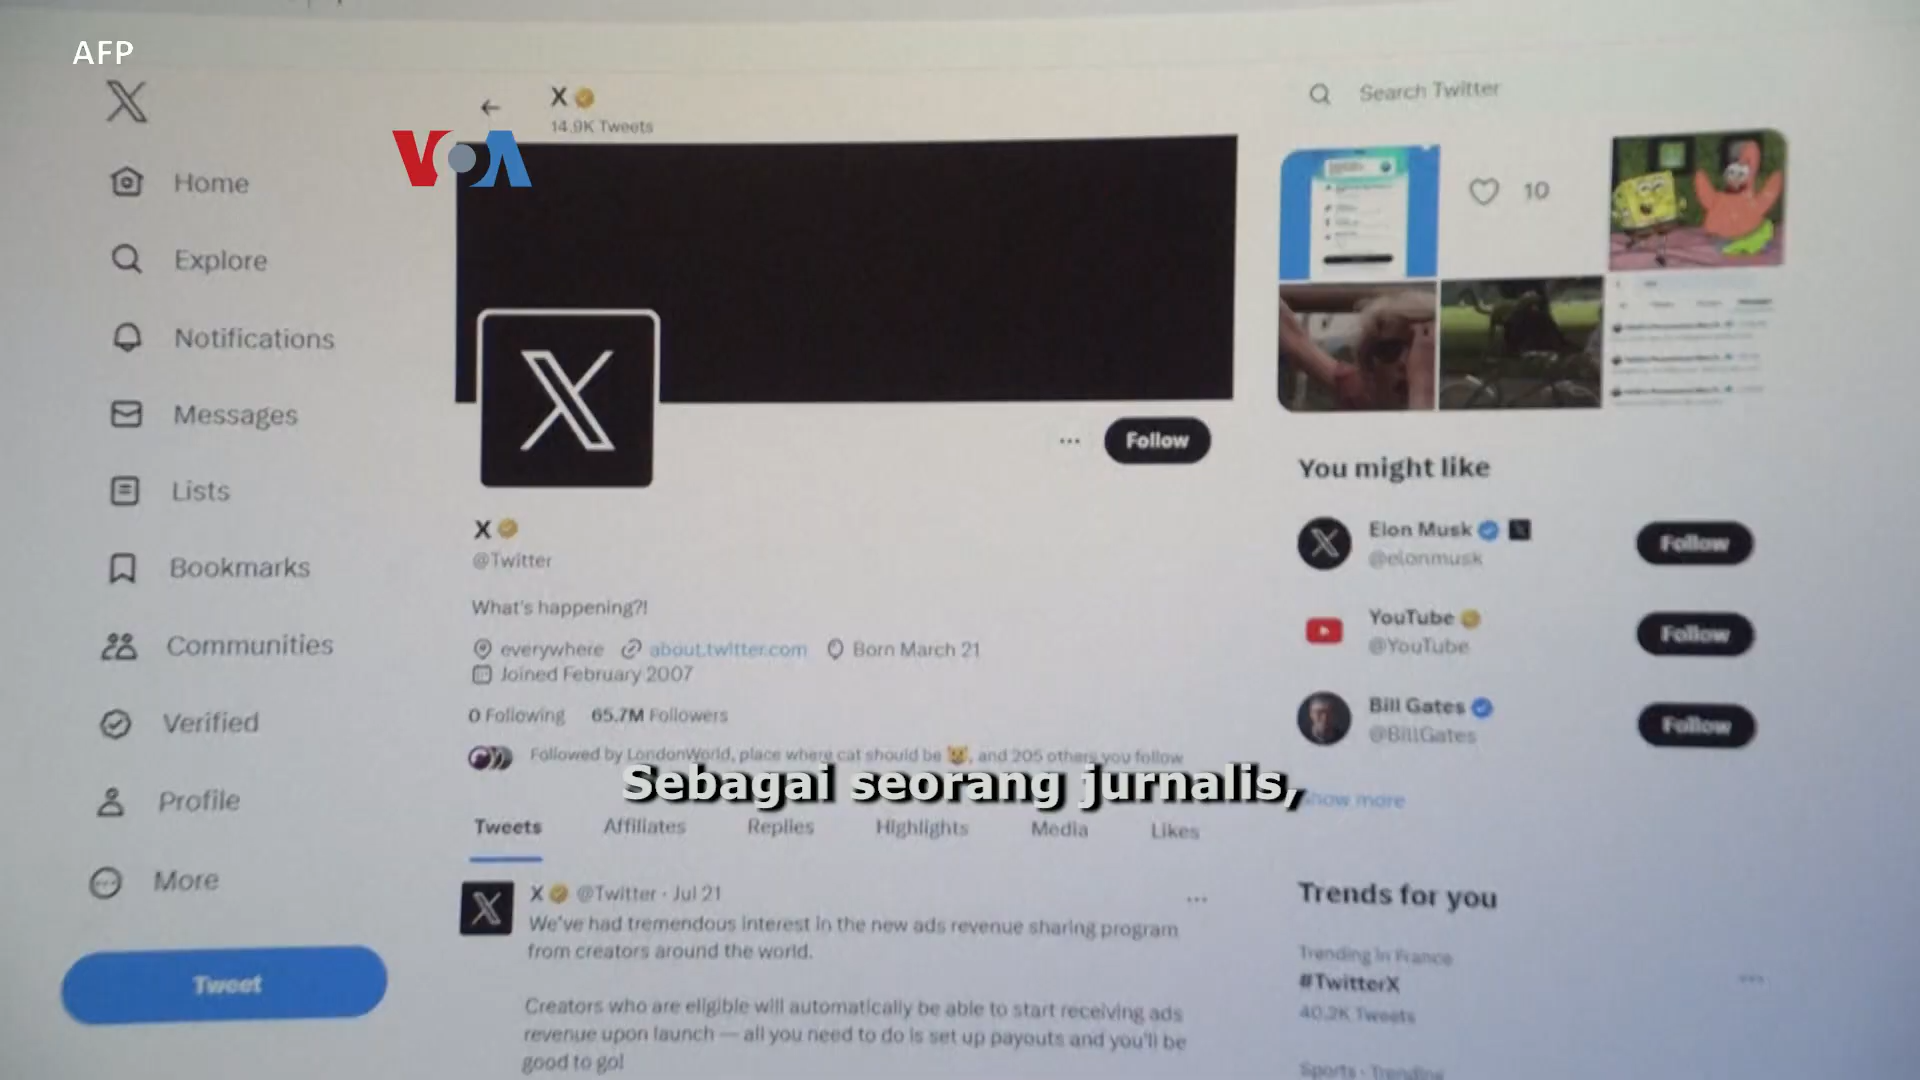 AFP
VOA
X
14.9K Tweets
Search Twitter
Home
Explore
Notifications
Messages
Lists
Bookmarks
Communities
Verified
Profile
More
Tweet
10
Follow
X
@Twitter
What's happening?!
everywhere about.twitter.com Born March 21
Joined February 2007
0 Following 65.7M Followers
Followed by LondonWorld, place where cat should be 😼, and 205 others you follow
Sebagai seorang jurnalis,
Tweets Affiliates Replies Highlights Media Likes
X @Twitter · Jul 21
We've had tremendous interest in the new ads revenue sharing program
from creators around the world.
Creators who are eligible will automatically be able to start receiving ads
revenue upon launch — all you need to do is set up payouts and you'll be
good to go!
You might like
Elon Musk
@elonmusk
Follow
YouTube
@YouTube
Follow
Bill Gates
@BillGates
Follow
Show more
Trends for you
Trending in France
#TwitterX
40.2K Tweets
Sports · Trending